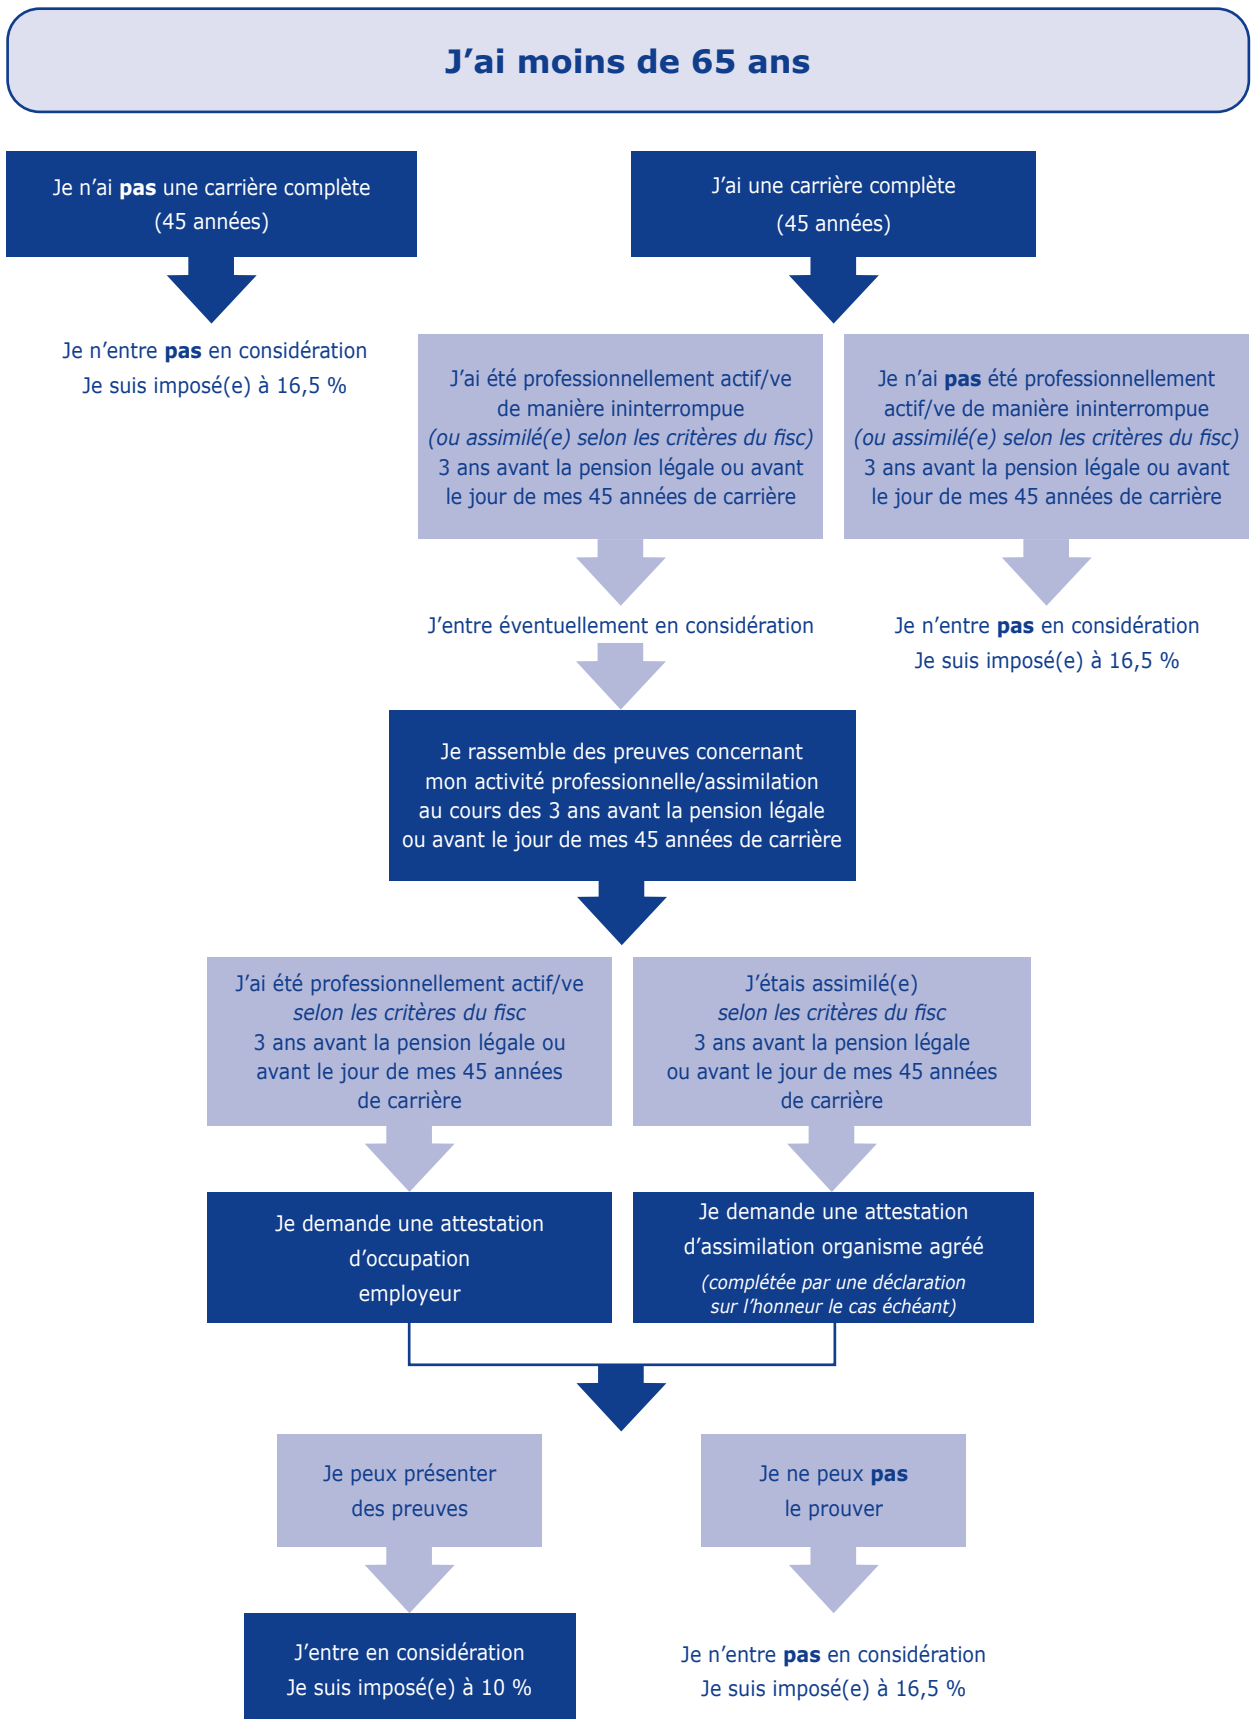 J’ai moins de 65 ans
Je n’ai pas une carrière complète
(45 années)
J’ai une carrière complète
(45 années)
Je n’entre pas en considération
Je suis imposé(e) à 16,5 %
J’ai été professionnellement actif/ve
de manière ininterrompue
(ou assimilé(e) selon les critères du fisc)
3 ans avant la pension légale ou avant
le jour de mes 45 années de carrière
Je n’ai pas été professionnellement
actif/ve de manière ininterrompue
(ou assimilé(e) selon les critères du fisc)
3 ans avant la pension légale ou avant
le jour de mes 45 années de carrière
J’entre éventuellement en considération
Je n’entre pas en considération
Je suis imposé(e) à 16,5 %
Je rassemble des preuves concernant
mon activité professionnelle/assimilation
au cours des 3 ans avant la pension légale
ou avant le jour de mes 45 années de carrière
J’ai été professionnellement actif/ve
selon les critères du fisc
3 ans avant la pension légale ou
avant le jour de mes 45 années
de carrière
J’étais assimilé(e)
selon les critères du fisc
3 ans avant la pension légale
ou avant le jour de mes 45 années
de carrière
Je demande une attestation
d’occupation
employeur
Je demande une attestation
d’assimilation organisme agréé
(complétée par une déclaration
sur l’honneur le cas échéant)
Je peux présenter
des preuves
Je ne peux pas
le prouver
J’entre en considération
Je suis imposé(e) à 10 %
Je n’entre pas en considération
Je suis imposé(e) à 16,5 %